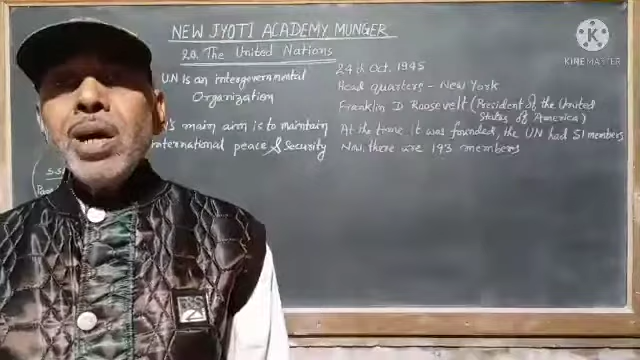 NEW JYOTI ACADEMY MUNGER
20. The United Nations
U.N is an intergovernmental
Organization
main aim is to maintain
international peace & security
24th Oct. 1945
Head quarters - New York
Franklin D Roosevelt (President of the United
States of America)
At the time it was founded, the UN had 51 members
Now, there are 193 members
S.S
KINEMASTER